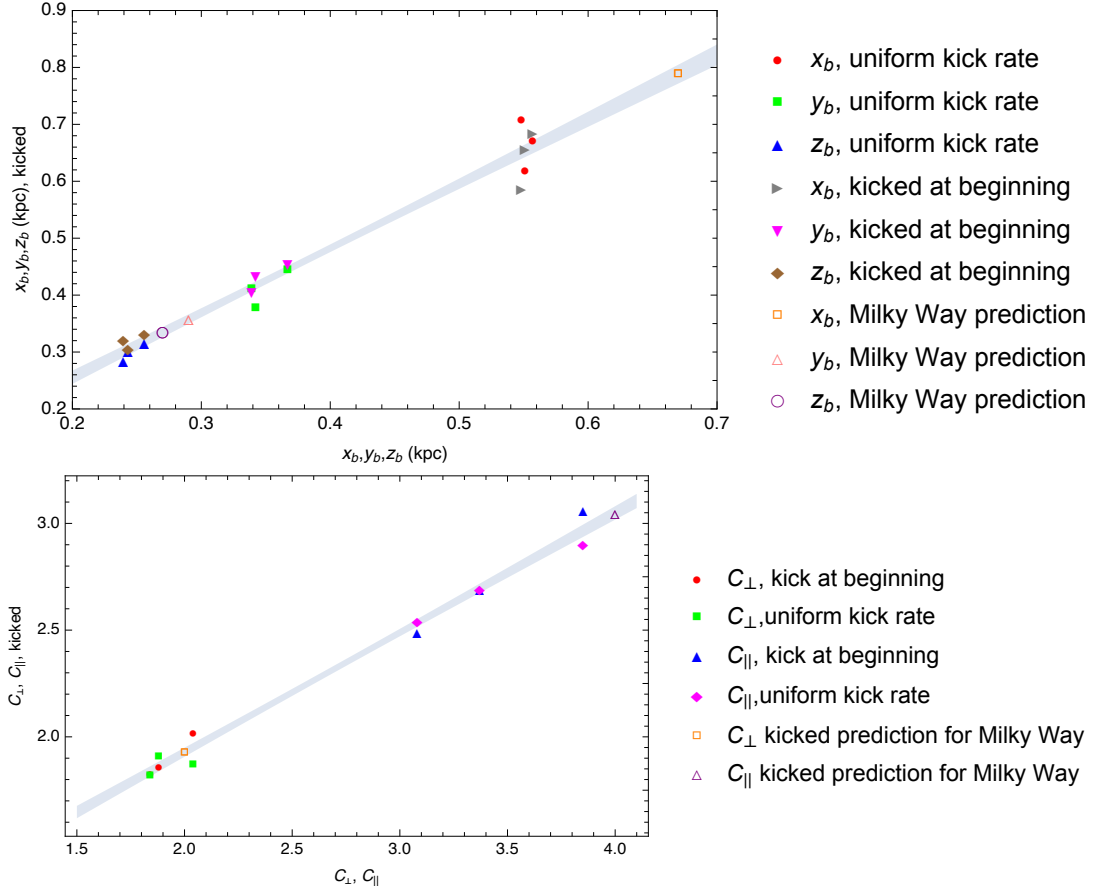 0.9
0.8
0.7
0.6
0.5
0.4
0.3
0.2
0.2 0.3 0.4 0.5 0.6 0.7
x_b,y_b,z_b (kpc), kicked
x_b,y_b,z_b (kpc)
x_b, uniform kick rate
y_b, uniform kick rate
z_b, uniform kick rate
x_b, kicked at beginning
y_b, kicked at beginning
z_b, kicked at beginning
x_b, Milky Way prediction
y_b, Milky Way prediction
z_b, Milky Way prediction
3.0
2.5
2.0
1.5 2.0 2.5 3.0 3.5 4.0
C_⊥, C_||, kicked
C_⊥, C_||
C_⊥, kick at beginning
C_⊥,uniform kick rate
C_||, kick at beginning
C_||,uniform kick rate
C_⊥ kicked prediction for Milky Way
C_|| kicked prediction for Milky Way